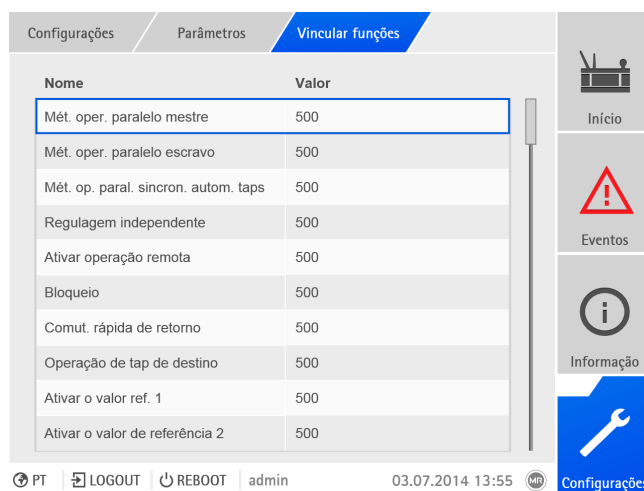 Configurações Parâmetros Vincular funções
Nome Valor
Mét. oper. paralelo mestre 500
Mét. oper. paralelo escravo 500
Mét. op. paral. sincron. autom. taps 500
Regulagem independente 500
Ativar operação remota 500
Bloqueio 500
Comut. rápida de retorno 500
Operação de tap de destino 500
Ativar o valor ref. 1 500
Ativar o valor de referência 2 500
Início
Eventos
Informação
Configurações
PT LOGOUT REBOOT admin 03.07.2014 13:55 MR